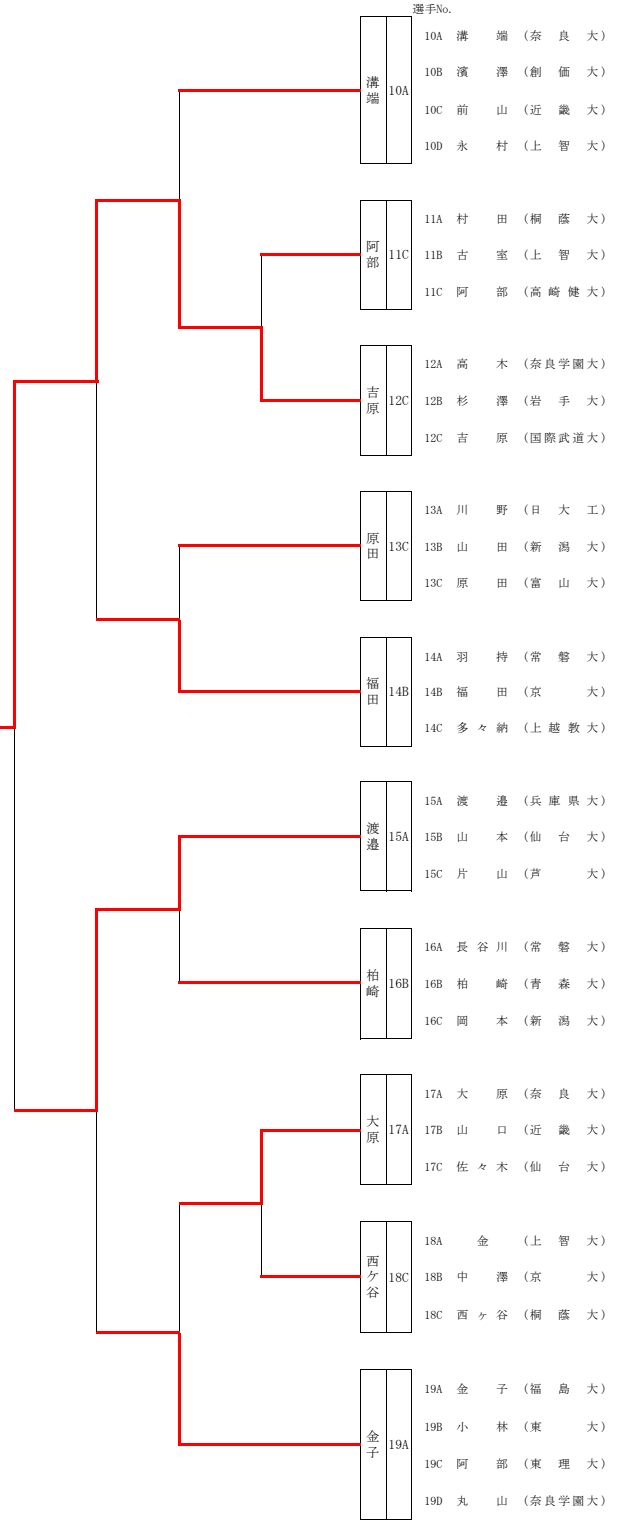 選手No.
溝端 10A
10A 溝端 (奈良大)
10B 濱澤 (創価大)
10C 前山 (近畿大)
10D 永村 (上智大)
阿部 11C
11A 村田 (桐蔭大)
11B 古室 (上智大)
11C 阿部 (高崎健大)
吉原 12C
12A 高木 (奈良学園大)
12B 杉澤 (岩手大)
12C 吉原 (国際武道大)
原田 13C
13A 川野 (日大工)
13B 山田 (新潟大)
13C 原田 (富山大)
福田 14B
14A 羽持 (常磐大)
14B 福田 (京大)
14C 多々納 (上越教大)
渡邉 15A
15A 渡邉 (兵庫県大)
15B 山本 (仙台大)
15C 片山 (芦大)
柏崎 16B
16A 長谷川 (常磐大)
16B 柏崎 (青森大)
16C 岡本 (新潟大)
大原 17A
17A 大原 (奈良大)
17B 山口 (近畿大)
17C 佐々木 (仙台大)
西ケ谷 18C
18A 金 (上智大)
18B 中澤 (京大)
18C 西ヶ谷 (桐蔭大)
金子 19A
19A 金子 (福島大)
19B 小林 (東大)
19C 阿部 (東理大)
19D 丸山 (奈良学園大)